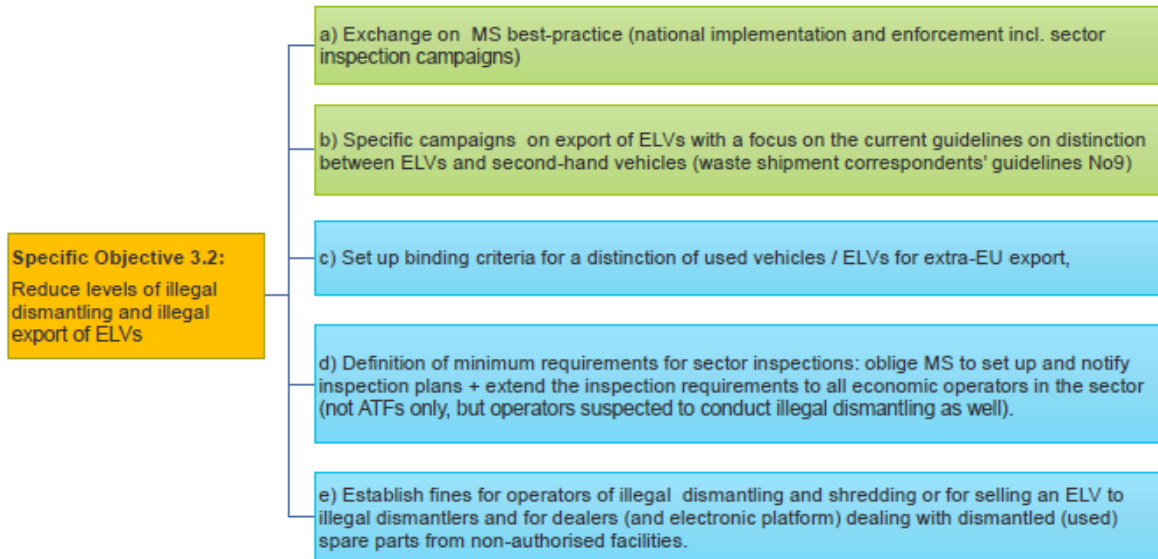 a) Exchange on MS best-practice (national implementation and enforcement incl. sector
inspection campaigns)
b) Specific campaigns on export of ELVs with a focus on the current guidelines on distinction
between ELVs and second-hand vehicles (waste shipment correspondents' guidelines No9)
Specific Objective 3.2:
Reduce levels of illegal
dismantling and illegal
export of ELVs
c) Set up binding criteria for a distinction of used vehicles / ELVs for extra-EU export,
d) Definition of minimum requirements for sector inspections: oblige MS to set up and notify
inspection plans + extend the inspection requirements to all economic operators in the sector
(not ATFs only, but operators suspected to conduct illegal dismantling as well).
e) Establish fines for operators of illegal dismantling and shredding or for selling an ELV to
illegal dismantlers and for dealers (and electronic platform) dealing with dismantled (used)
spare parts from non-authorised facilities.